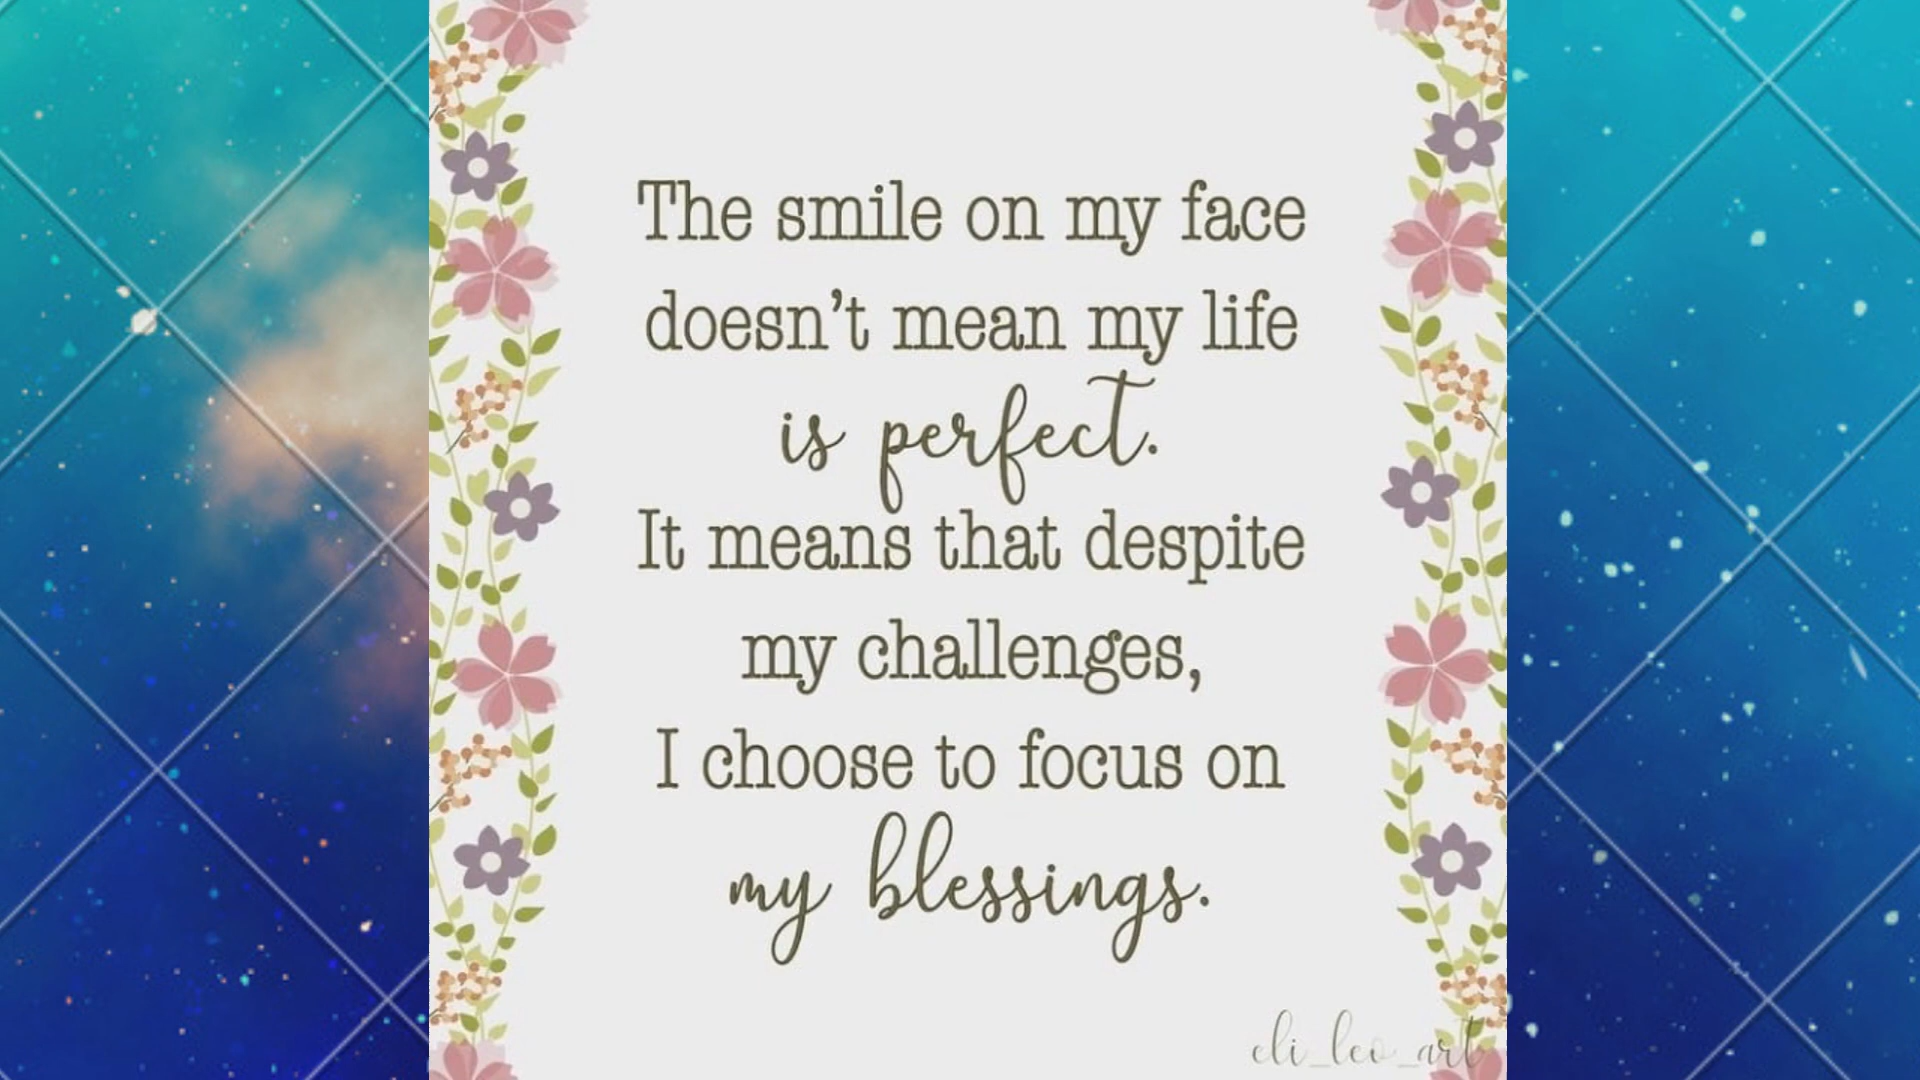 The smile on my face
doesn't mean my life
is perfect.
It means that despite
my challenges,
I choose to focus on
my blessings.
eli_leo_art